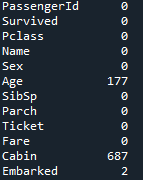 PassengerId 0
Survived 0
Pclass 0
Name 0
Sex 0
Age 177
SibSp 0
Parch 0
Ticket 0
Fare 0
Cabin 687
Embarked 2